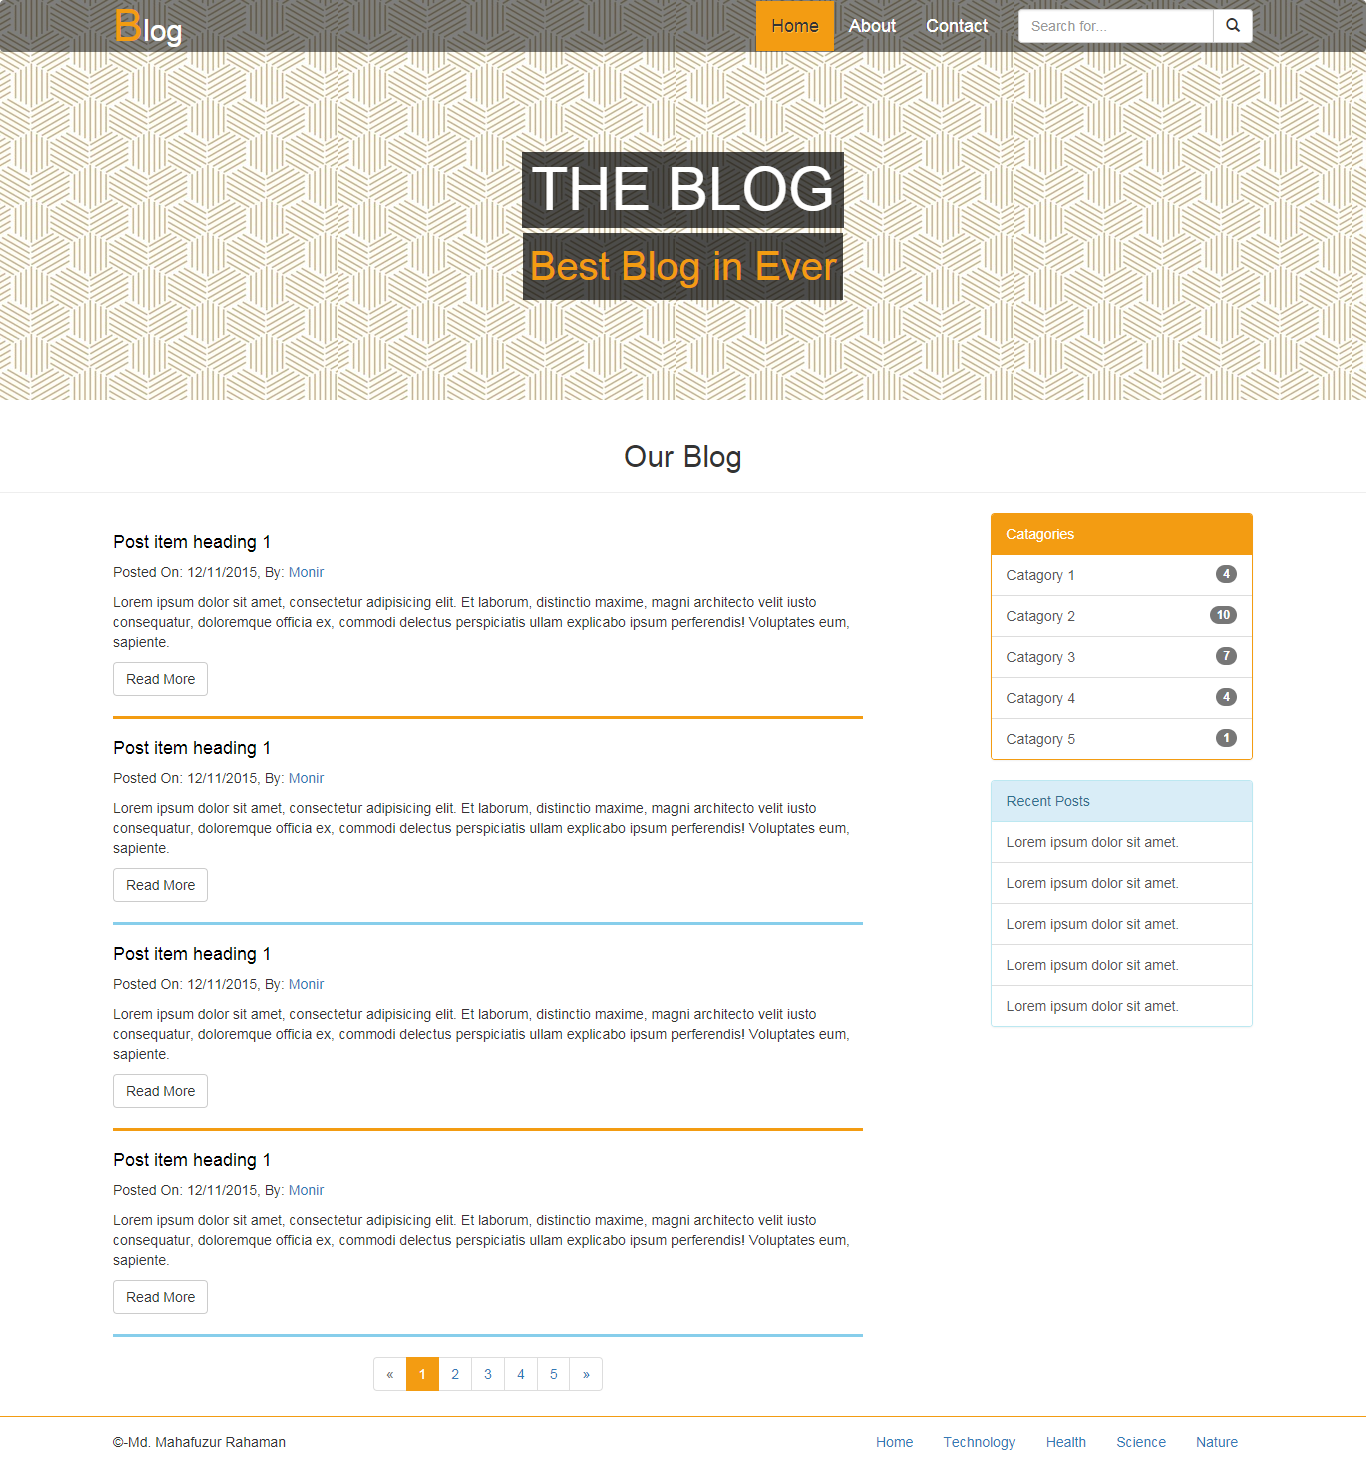 Blog
Home About Contact Search for...
THE BLOG
Best Blog in Ever
Our Blog
Post item heading 1
Posted On: 12/11/2015, By: Monir
Lorem ipsum dolor sit amet, consectetur adipisicing elit. Et laborum, distinctio maxime, magni architecto velit iusto
consequatur, doloremque officia ex, commodi delectus perspiciatis ullam explicabo ipsum perferendis! Voluptates eum,
sapiente.
Read More
Post item heading 1
Posted On: 12/11/2015, By: Monir
Lorem ipsum dolor sit amet, consectetur adipisicing elit. Et laborum, distinctio maxime, magni architecto velit iusto
consequatur, doloremque officia ex, commodi delectus perspiciatis ullam explicabo ipsum perferendis! Voluptates eum,
sapiente.
Read More
Post item heading 1
Posted On: 12/11/2015, By: Monir
Lorem ipsum dolor sit amet, consectetur adipisicing elit. Et laborum, distinctio maxime, magni architecto velit iusto
consequatur, doloremque officia ex, commodi delectus perspiciatis ullam explicabo ipsum perferendis! Voluptates eum,
sapiente.
Read More
Post item heading 1
Posted On: 12/11/2015, By: Monir
Lorem ipsum dolor sit amet, consectetur adipisicing elit. Et laborum, distinctio maxime, magni architecto velit iusto
consequatur, doloremque officia ex, commodi delectus perspiciatis ullam explicabo ipsum perferendis! Voluptates eum,
sapiente.
Read More
« 1 2 3 4 5 »
Catagories
Catagory 1 4
Catagory 2 10
Catagory 3 7
Catagory 4 4
Catagory 5 1
Recent Posts
Lorem ipsum dolor sit amet.
Lorem ipsum dolor sit amet.
Lorem ipsum dolor sit amet.
Lorem ipsum dolor sit amet.
Lorem ipsum dolor sit amet.
©-Md. Mahafuzur Rahaman
Home Technology Health Science Nature